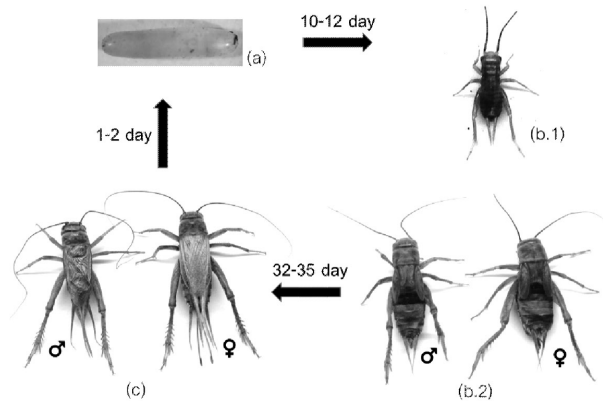 10-12 day
(a)
1-2 day
(b.1)
32-35 day
♂
♀
♂
♀
(c)
(b.2)